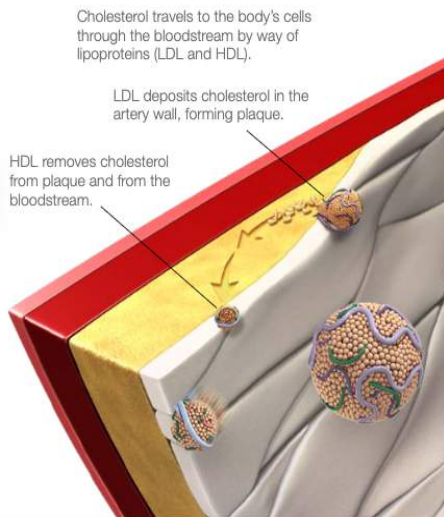 Cholesterol travels to the body's cells
through the bloodstream by way of
lipoproteins (LDL and HDL).
LDL deposits cholesterol in the
artery wall, forming plaque.
HDL removes cholesterol
from plaque and from the
bloodstream.